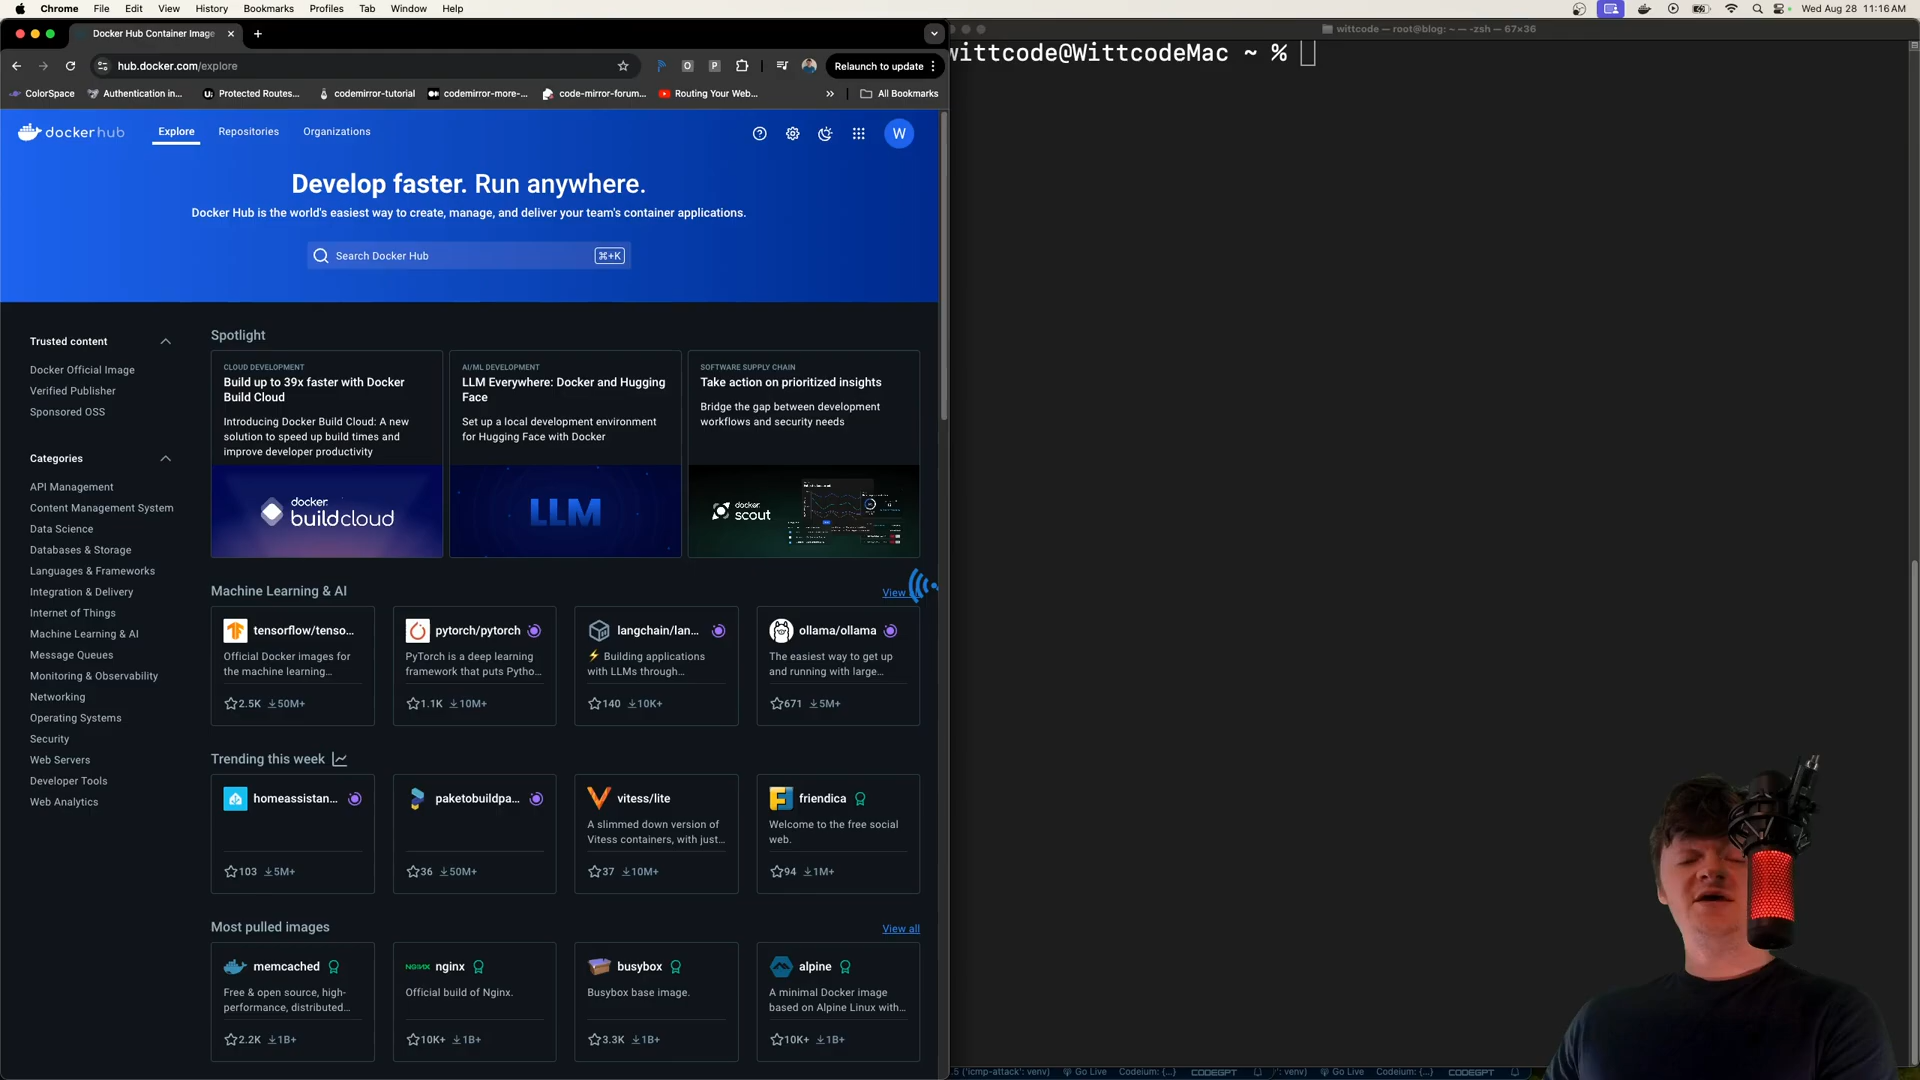 Chrome File Edit View History Bookmarks Profiles Tab Window Help
Wed Aug 28 11:16 AM
Docker Hub Container Image
wittcode — root@blog: ~ — -zsh — 67×36
hub.docker.com/explore
Relaunch to update
wittcode@WittcodeMac ~ %
ColorSpace
Authentication in...
Protected Routes...
codemirror-tutorial
codemirror-more-...
code-mirror-forum...
Routing Your Web...
All Bookmarks
dockerhub
Explore
Repositories
Organizations
W
Develop faster. Run anywhere.
Docker Hub is the world's easiest way to create, manage, and deliver your team's container applications.
Search Docker Hub
⌘+K
Trusted content
Docker Official Image
Verified Publisher
Sponsored OSS
Categories
API Management
Content Management System
Data Science
Databases & Storage
Languages & Frameworks
Integration & Delivery
Internet of Things
Machine Learning & AI
Message Queues
Monitoring & Observability
Networking
Operating Systems
Security
Web Servers
Developer Tools
Web Analytics
Spotlight
CLOUD DEVELOPMENT
Build up to 39x faster with Docker
Build Cloud
Introducing Docker Build Cloud: A new
solution to speed up build times and
improve developer productivity
docker
buildcloud
AI/ML DEVELOPMENT
LLM Everywhere: Docker and Hugging
Face
Set up a local development environment
for Hugging Face with Docker
LLM
SOFTWARE SUPPLY CHAIN
Take action on prioritized insights
Bridge the gap between development
workflows and security needs
docker
scout
Machine Learning & AI
View
tensorflow/tenso...
Official Docker images for
the machine learning...
2.5K 50M+
pytorch/pytorch
PyTorch is a deep learning
framework that puts Pytho...
1.1K 10M+
langchain/lan...
⚡ Building applications
with LLMs through...
140 10K+
ollama/ollama
The easiest way to get up
and running with large...
671 5M+
Trending this week
homeassistan...
103 5M+
paketobuildpa...
36 50M+
vitess/lite
A slimmed down version of
Vitess containers, with just...
37 10M+
friendica
Welcome to the free social
web.
94 1M+
Most pulled images
View all
memcached
Free & open source, high-
performance, distributed...
2.2K 1B+
NGINX
nginx
Official build of Nginx.
10K+ 1B+
busybox
Busybox base image.
3.3K 1B+
alpine
A minimal Docker image
based on Alpine Linux with...
10K+ 1B+
.5 ('icmp-attack': venv) Go Live Codeium: {...} CODEGPT ': venv) Go Live Codeium: {...} CODEGPT